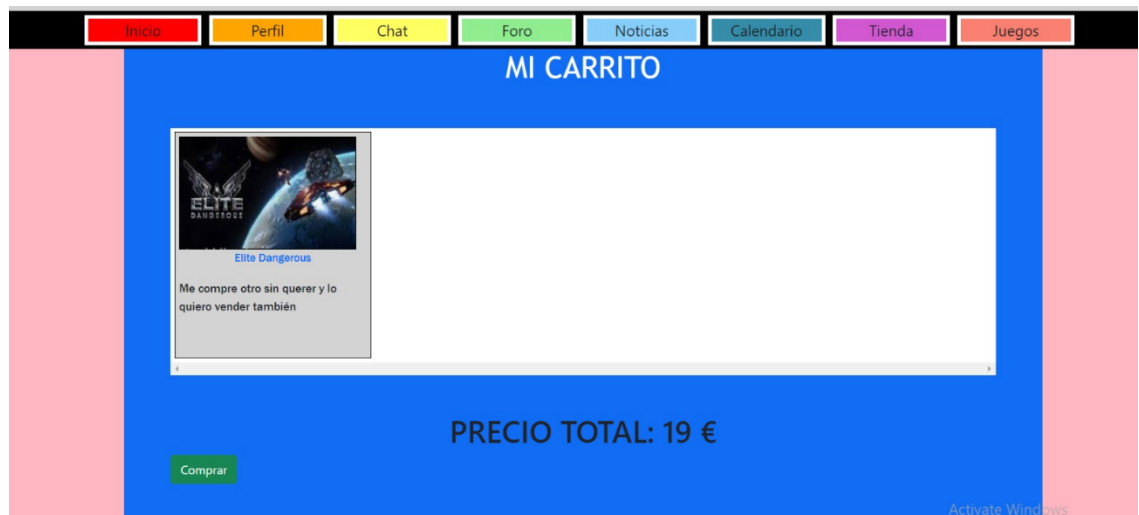 Inicio Perfil Chat Foro Noticias Calendario Tienda Juegos
MI CARRITO
ELITE
DANGEROUS
Elite Dangerous
Me compre otro sin querer y lo
quiero vender también
PRECIO TOTAL: 19 €
Comprar
Activate Windows